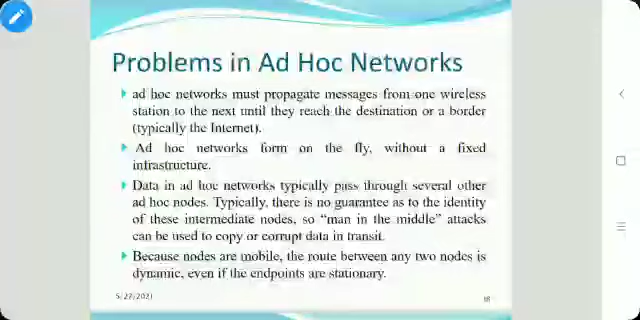 Problems in Ad Hoc Networks
ad hoc networks must propagate messages from one wireless
station to the next until they reach the destination or a border
(typically the Internet).
Ad hoc networks form on the fly, without a fixed
infrastructure.
Data in ad hoc networks typically pass through several other
ad hoc nodes. Typically, there is no guarantee as to the identity
of these intermediate nodes, so “man in the middle” attacks
can be used to copy or corrupt data in transit.
Because nodes are mobile, the route between any two nodes is
dynamic, even if the endpoints are stationary.
5/27/2021